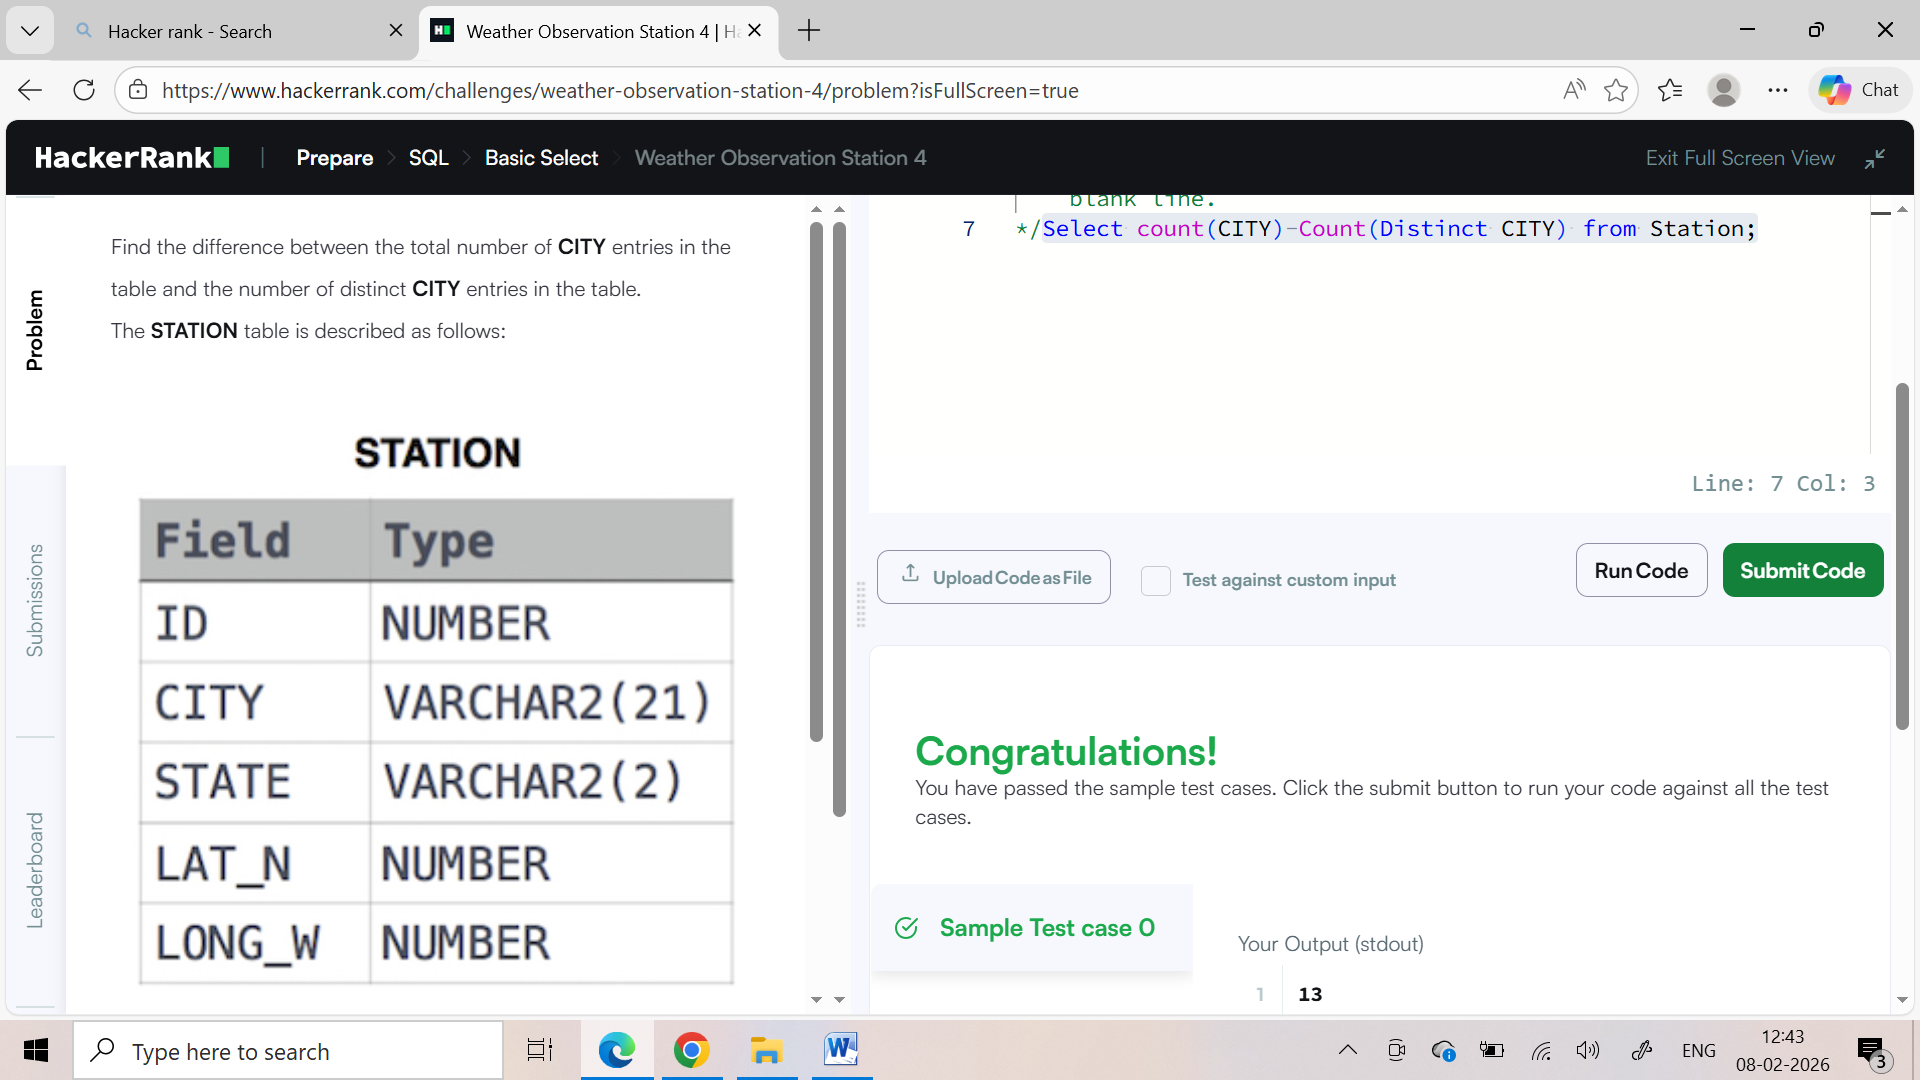 Hacker rank - Search
Weather Observation Station 4 | Ha
https://www.hackerrank.com/challenges/weather-observation-station-4/problem?isFullScreen=true
Chat
HackerRank
Prepare
SQL
Basic Select
Weather Observation Station 4
Exit Full Screen View
Problem
Submissions
Leaderboard
Find the difference between the total number of CITY entries in the
table and the number of distinct CITY entries in the table.
The STATION table is described as follows:
STATION
Field Type
ID NUMBER
CITY VARCHAR2(21)
STATE VARCHAR2(2)
LAT_N NUMBER
LONG_W NUMBER
blank line.
7 */Select count(CITY)-Count(Distinct CITY) from Station;
Line: 7 Col: 3
Upload Code as File
Test against custom input
Run Code
Submit Code
Congratulations!
You have passed the sample test cases. Click the submit button to run your code against all the test
cases.
Sample Test case 0
Your Output (stdout)
1 13
Type here to search
ENG
12:43
08-02-2026
3